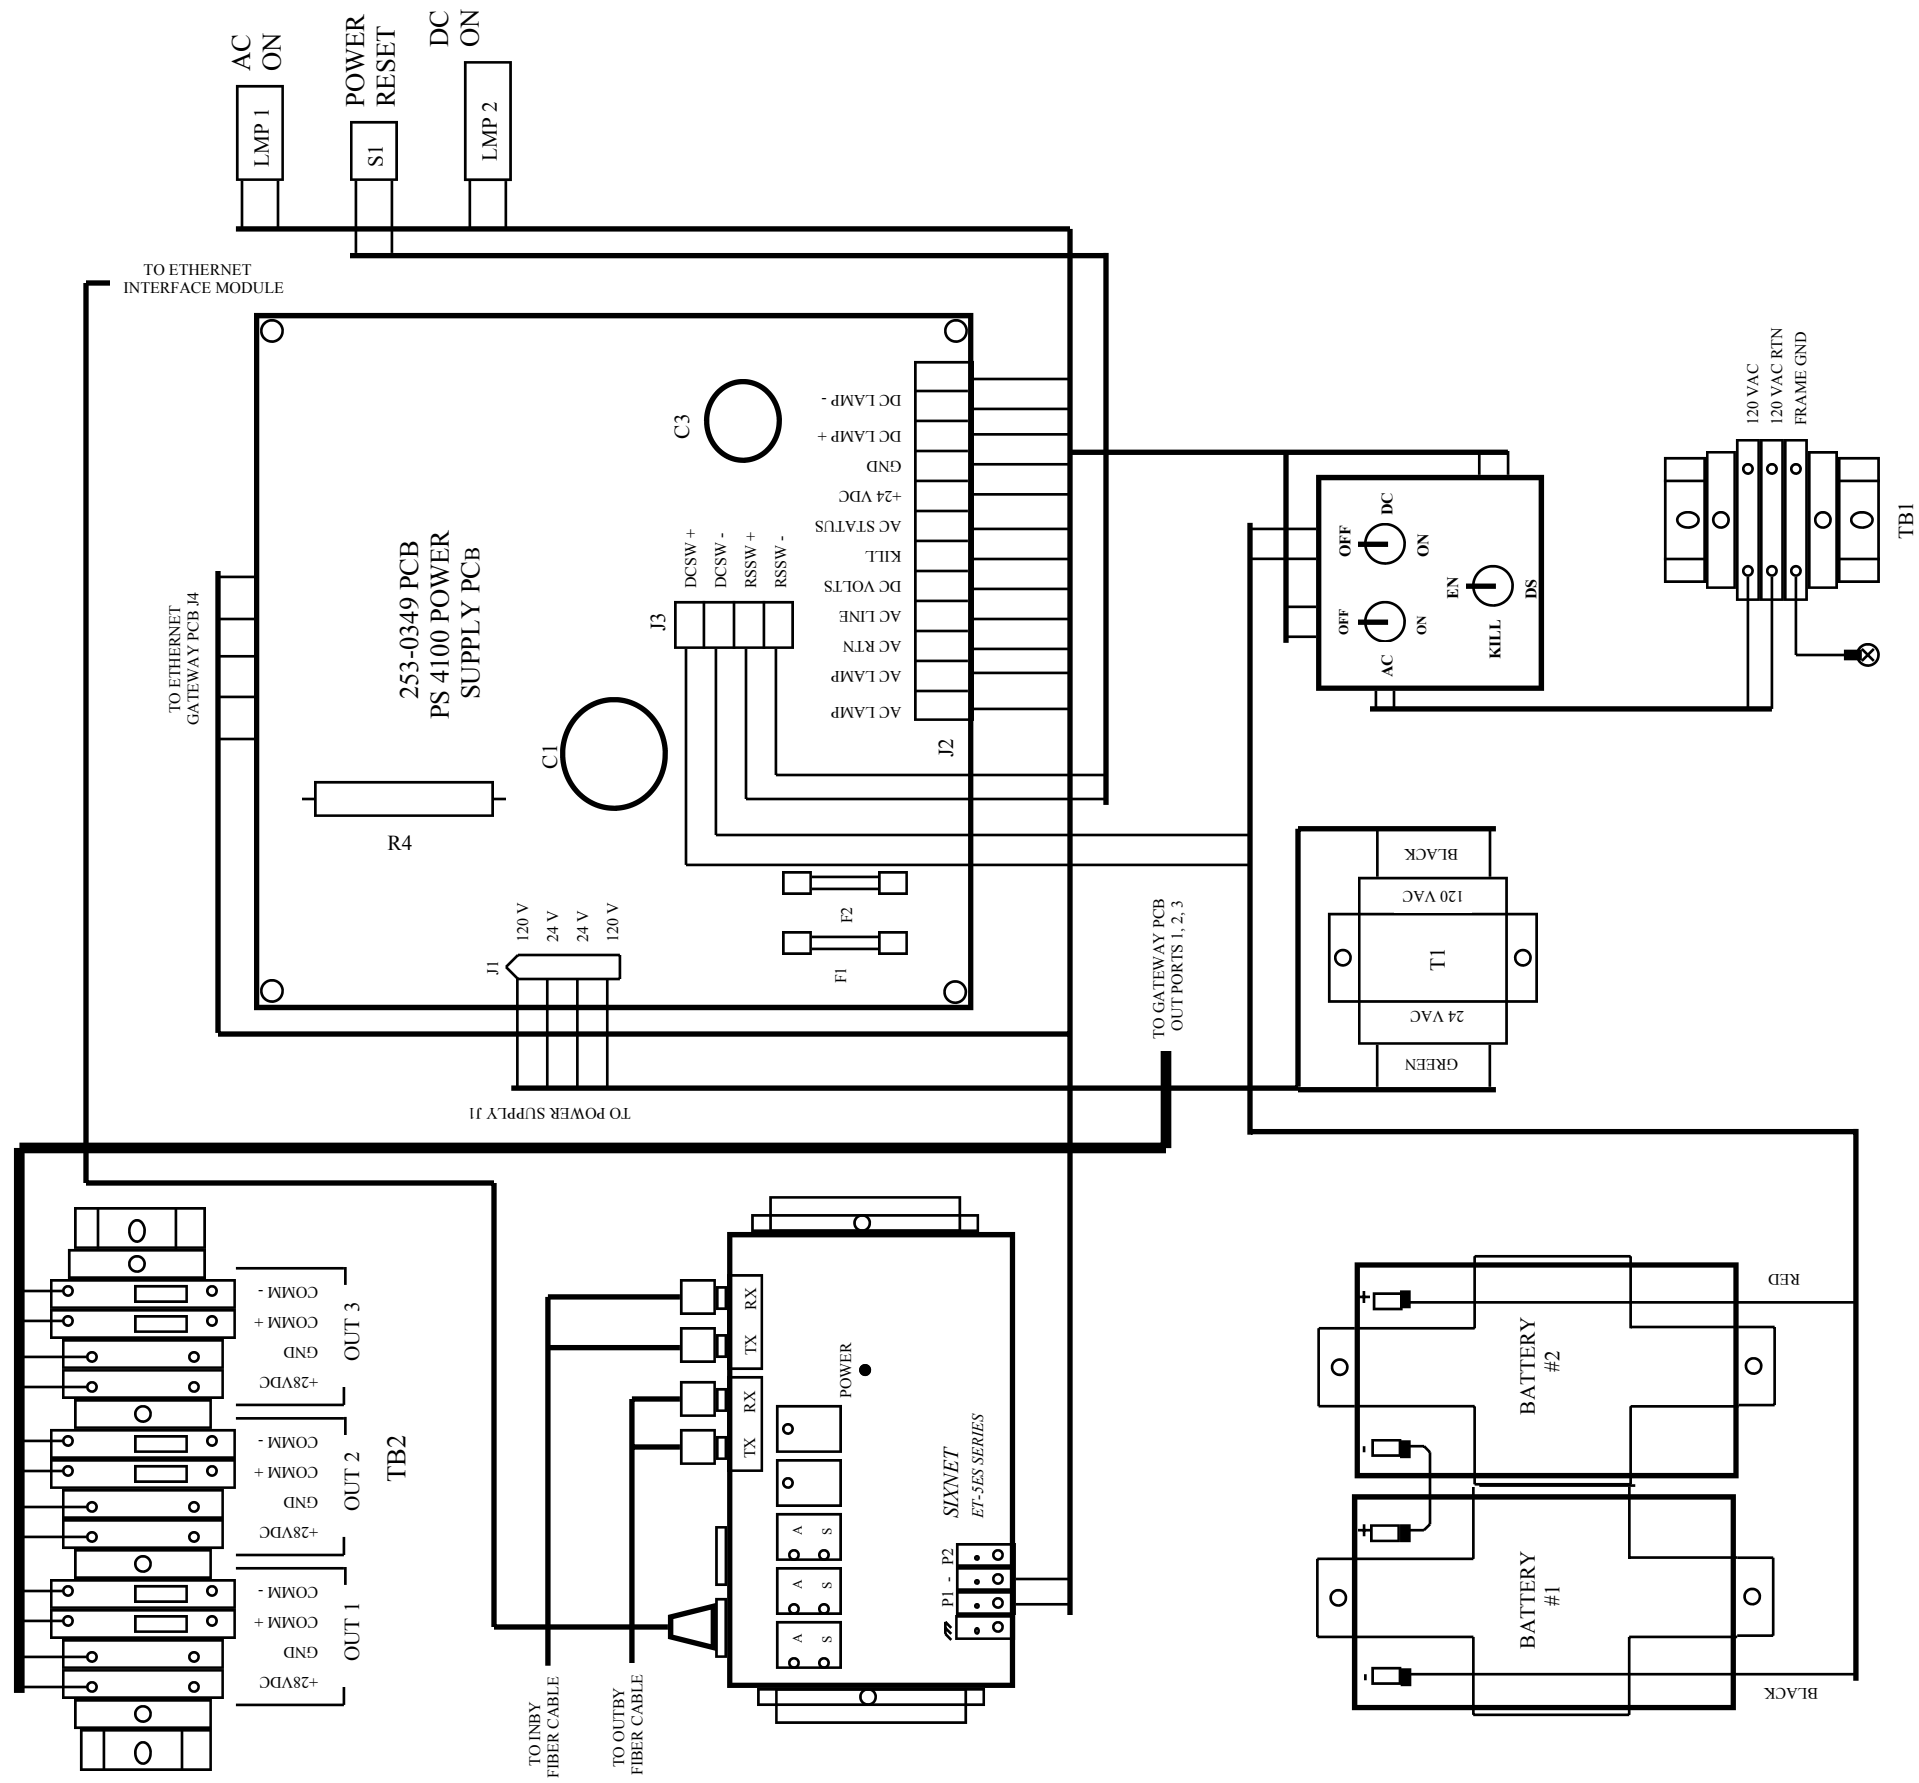 AC
ON
LMP 1
POWER
RESET
S1
DC
ON
LMP 2
TO ETHERNET
INTERFACE MODULE
TO ETHERNET
GATEWAY PCB J4
253-0349 PCB
PS 4100 POWER
SUPPLY PCB
C3
C1
R4
J3
DCSW +
DCSW -
RSSW +
RSSW -
DC LAMP -
DC LAMP +
GND
+24 VDC
AC STATUS
KILL
DC VOLTS
AC LINE
AC RTN
AC LAMP
AC LAMP
J2
J1
120 V
24 V
24 V
120 V
F2
F1
TO POWER SUPPLY J1
TO GATEWAY PCB
OUT PORTS 1, 2, 3
OFF
DC
ON
OFF
AC
ON
EN
KILL
DS
120 VAC
120 VAC RTN
FRAME GND
TB1
BLACK
120 VAC
T1
24 VAC
GREEN
COMM -
COMM +
GND
+28VDC
OUT 3
COMM -
COMM +
GND
+28VDC
OUT 2
TB2
COMM -
COMM +
GND
+28VDC
OUT 1
RX
TX
RX
TX
POWER
SIXNET
ET-5ES SERIES
A
S
A
S
A
S
P1 - P2
TO INBY
FIBER CABLE
TO OUTBY
FIBER CABLE
RED
+
BATTERY
#2
-
+
BATTERY
#1
-
BLACK